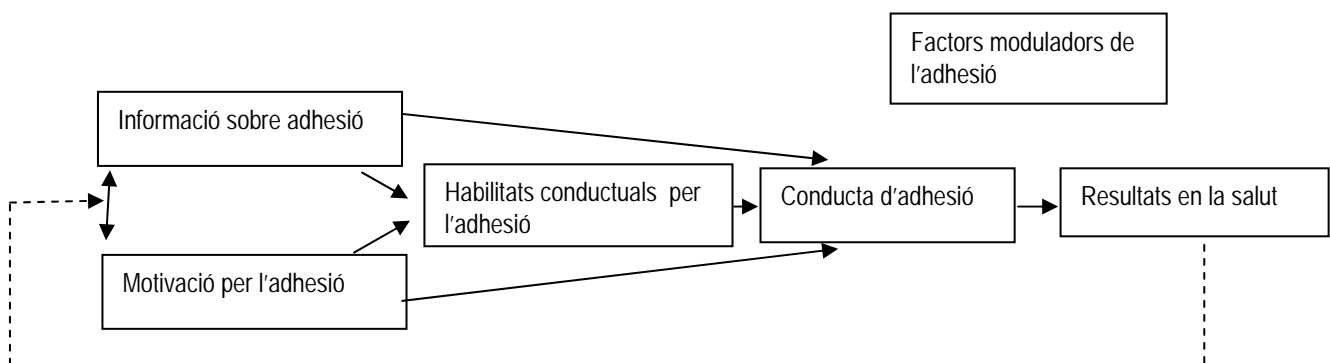 Factors moduladors de
l'adhesió
Informació sobre adhesió
Habilitats conductuals per
l'adhesió
Conducta d'adhesió
Resultats en la salut
Motivació per l'adhesió